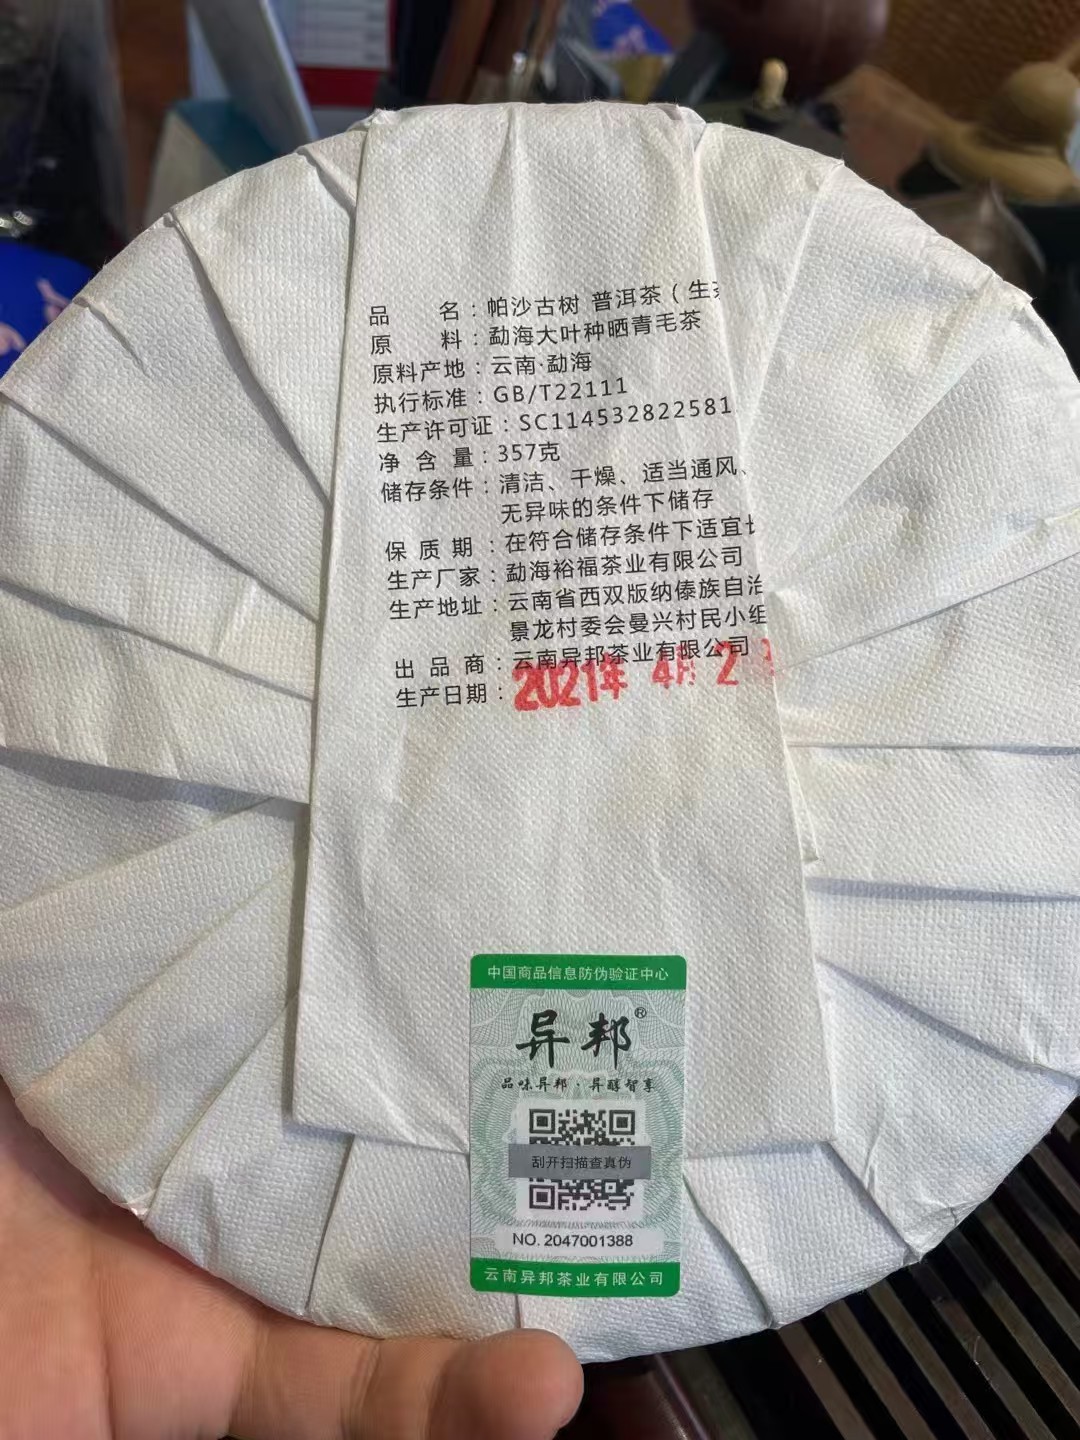 品 名：帕沙古树 普洱茶（生
原 料：勐海大叶种晒青毛茶
原料产地：云南·勐海
执行标准：GB/T22111
生产许可证：SC114532822581
净 含 量：357克
储存条件：清洁、干燥、适当通风、
无异味的条件下储存
保 质 期 ：在符合储存条件下适宜
生产厂家：勐海裕福茶业有限公司
生产地址：云南省西双版纳傣族自治
景龙村委会曼兴村民小组
出 品 商：云南异邦茶业有限公司
生产日期：2021年 4月 2
中国商品信息防伪验证中心
异邦®
品味异邦·异醇智享
刮开扫描查真伪
NO. 2047001388
云南异邦茶业有限公司